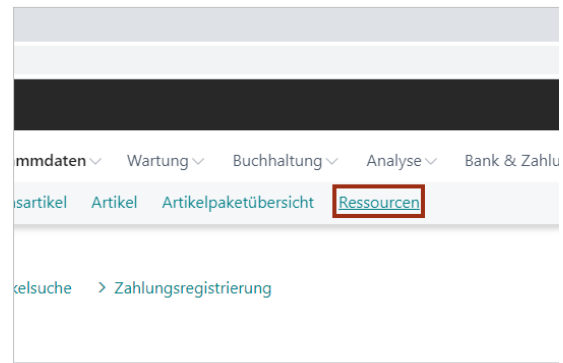 mmdaten Wartung Buchhaltung Analyse Bank & Zahlu
sartikel Artikel Artikelpaketübersicht Ressourcen
kelsuche > Zahlungsregistrierung